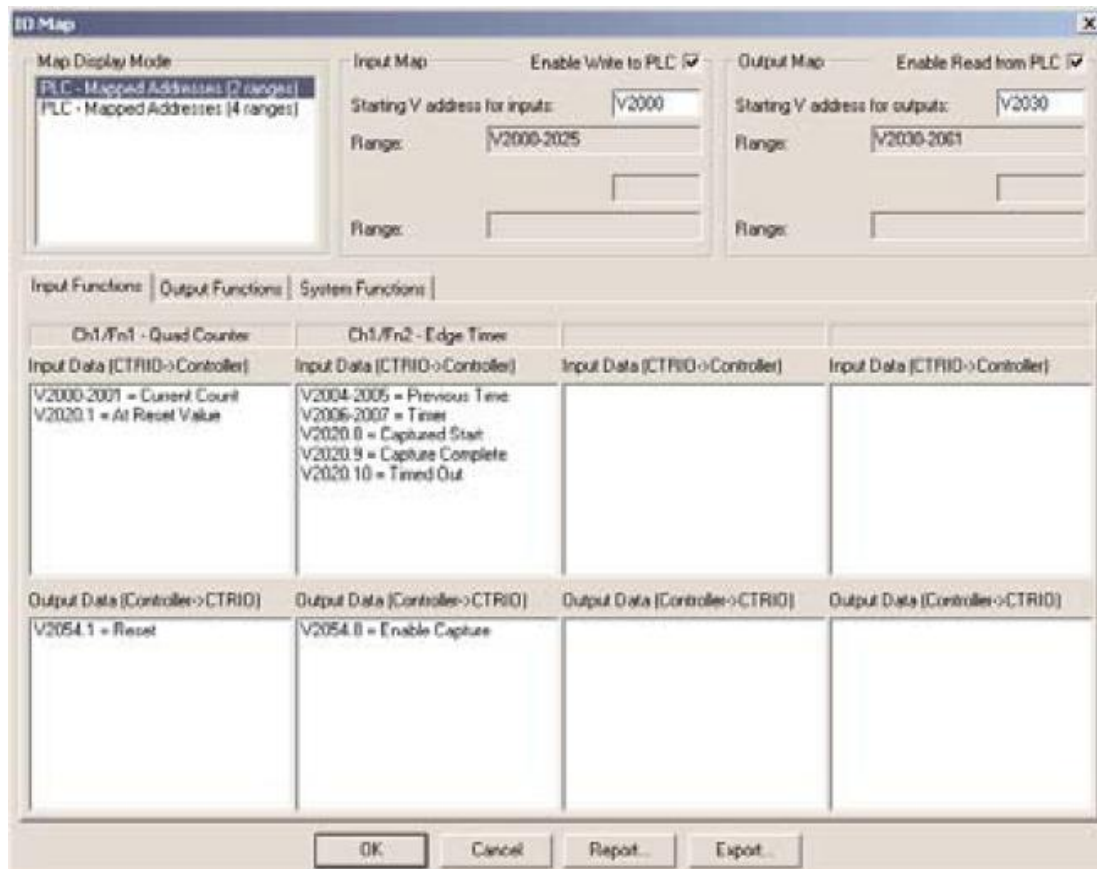 IO Map
Map Display Mode
PLC - Mapped Addresses (2 ranges)
PLC - Mapped Addresses (4 ranges)
Input Map
Enable Write to PLC
Starting V address for inputs:
V2000
Range:
V2000-2025
Range:
Output Map
Enable Read from PLC
Starting V address for outputs:
V2030
Range:
V2030-2061
Range:
Input Functions
Output Functions
System Functions
Ch1/Fn1 - Quad Counter
Ch1/Fn2 - Edge Timer
Input Data (CTRIO->Controller)
Input Data (CTRIO->Controller)
Input Data (CTRIO->Controller)
Input Data (CTRIO->Controller)
V2000-2001 = Current Count
V2020.1 = At Reset Value
V2004-2005 = Previous Time
V2006-2007 = Timer
V2020.8 = Captured Start
V2020.9 = Capture Complete
V2020.10 = Timed Out
Output Data (Controller->CTRIO)
Output Data (Controller->CTRIO)
Output Data (Controller->CTRIO)
Output Data (Controller->CTRIO)
V2054.1 = Reset
V2054.8 = Enable Capture
OK
Cancel
Report...
Export...